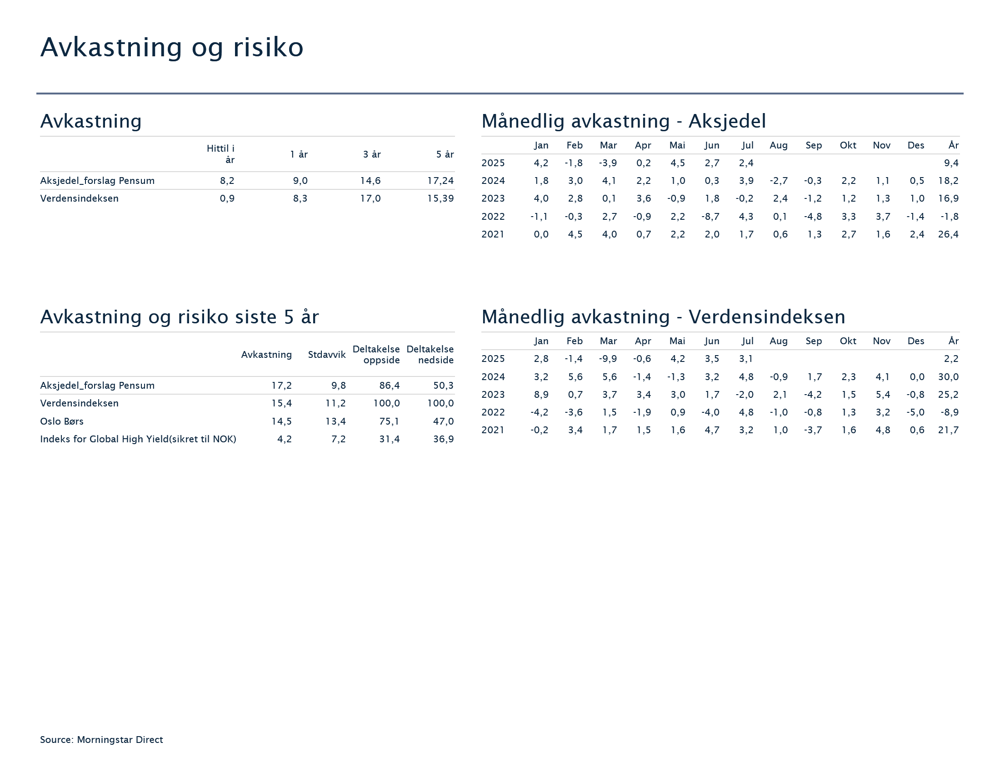 Avkastning og risiko
Avkastning
Hittil i
år 1 år 3 år 5 år
Aksjedel_forslag Pensum 8,2 9,0 14,6 17,24
Verdensindeksen 0,9 8,3 17,0 15,39
Månedlig avkastning - Aksjedel
Jan Feb Mar Apr Mai Jun Jul Aug Sep Okt Nov Des År
2025 4,2 -1,8 -3,9 0,2 4,5 2,7 2,4 9,4
2024 1,8 3,0 4,1 2,2 1,0 0,3 3,9 -2,7 -0,3 2,2 1,1 0,5 18,2
2023 4,0 2,8 0,1 3,6 -0,9 1,8 -0,2 2,4 -1,2 1,2 1,3 1,0 16,9
2022 -1,1 -0,3 2,7 -0,9 2,2 -8,7 4,3 0,1 -4,8 3,3 3,7 -1,4 -1,8
2021 0,0 4,5 4,0 0,7 2,2 2,0 1,7 0,6 1,3 2,7 1,6 2,4 26,4
Avkastning og risiko siste 5 år
Avkastning Stdavvik Deltakelse oppside Deltakelse nedside
Aksjedel_forslag Pensum 17,2 9,8 86,4 50,3
Verdensindeksen 15,4 11,2 100,0 100,0
Oslo Børs 14,5 13,4 75,1 47,0
Indeks for Global High Yield(sikret til NOK) 4,2 7,2 31,4 36,9
Månedlig avkastning - Verdensindeksen
Jan Feb Mar Apr Mai Jun Jul Aug Sep Okt Nov Des År
2025 2,8 -1,4 -9,9 -0,6 4,2 3,5 3,1 2,2
2024 3,2 5,6 5,6 -1,4 -1,3 3,2 4,8 -0,9 1,7 2,3 4,1 0,0 30,0
2023 8,9 0,7 3,7 3,4 3,0 1,7 -2,0 2,1 -4,2 1,5 5,4 -0,8 25,2
2022 -4,2 -3,6 1,5 -1,9 0,9 -4,0 4,8 -1,0 -0,8 1,3 3,2 -5,0 -8,9
2021 -0,2 3,4 1,7 1,5 1,6 4,7 3,2 1,0 -3,7 1,6 4,8 0,6 21,7
Source: Morningstar Direct